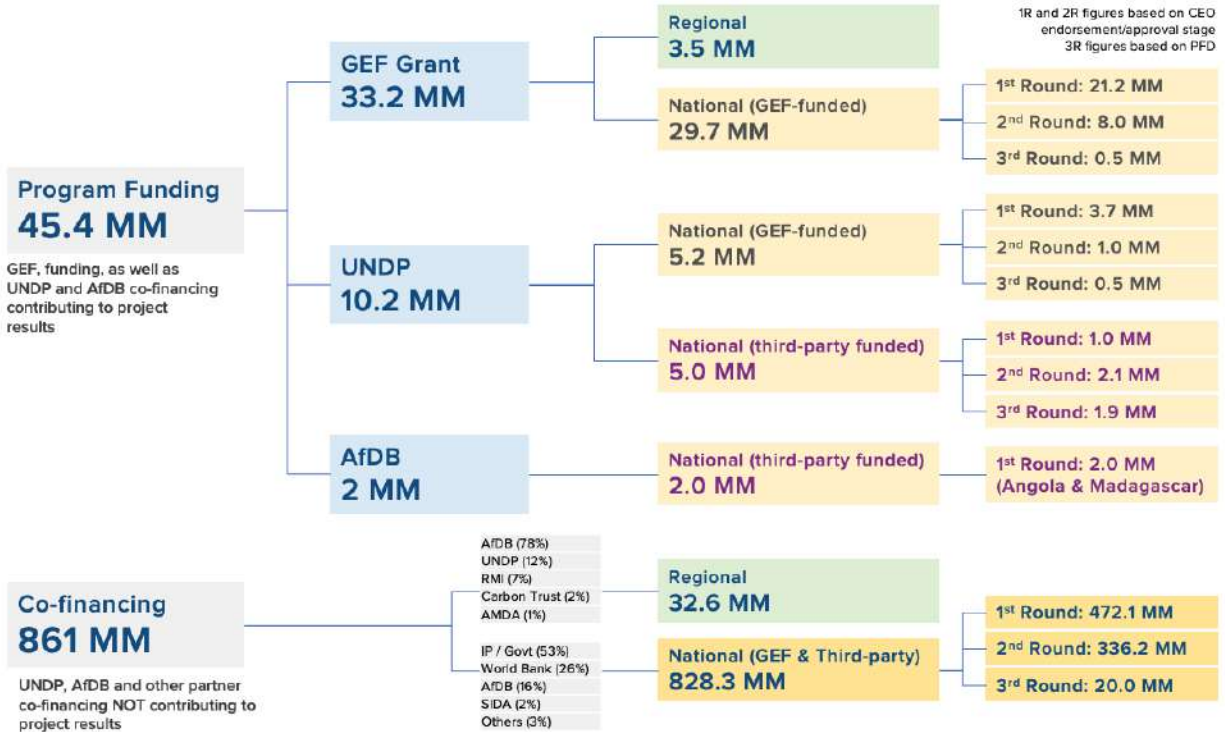 Program Funding
45.4 MM
GEF, funding, as well as
UNDP and AfDB co-financing
contributing to project
results
GEF Grant
33.2 MM
Regional
3.5 MM
National (GEF-funded)
29.7 MM
1R and 2R figures based on CEO
endorsement/approval stage
3R figures based on PFD
1st Round: 21.2 MM
2nd Round: 8.0 MM
3rd Round: 0.5 MM
UNDP
10.2 MM
National (GEF-funded)
5.2 MM
1st Round: 3.7 MM
2nd Round: 1.0 MM
3rd Round: 0.5 MM
National (third-party funded)
5.0 MM
1st Round: 1.0 MM
2nd Round: 2.1 MM
3rd Round: 1.9 MM
AfDB
2 MM
National (third-party funded)
2.0 MM
1st Round: 2.0 MM
(Angola & Madagascar)
Co-financing
861 MM
UNDP, AfDB and other partner
co-financing NOT contributing to
project results
AfDB (78%)
UNDP (12%)
RMI (7%)
Carbon Trust (2%)
AMDA (1%)
Regional
32.6 MM
IP / Govt (53%)
World Bank (26%)
AfDB (16%)
SIDA (2%)
Others (3%)
National (GEF & Third-party)
828.3 MM
1st Round: 472.1 MM
2nd Round: 336.2 MM
3rd Round: 20.0 MM